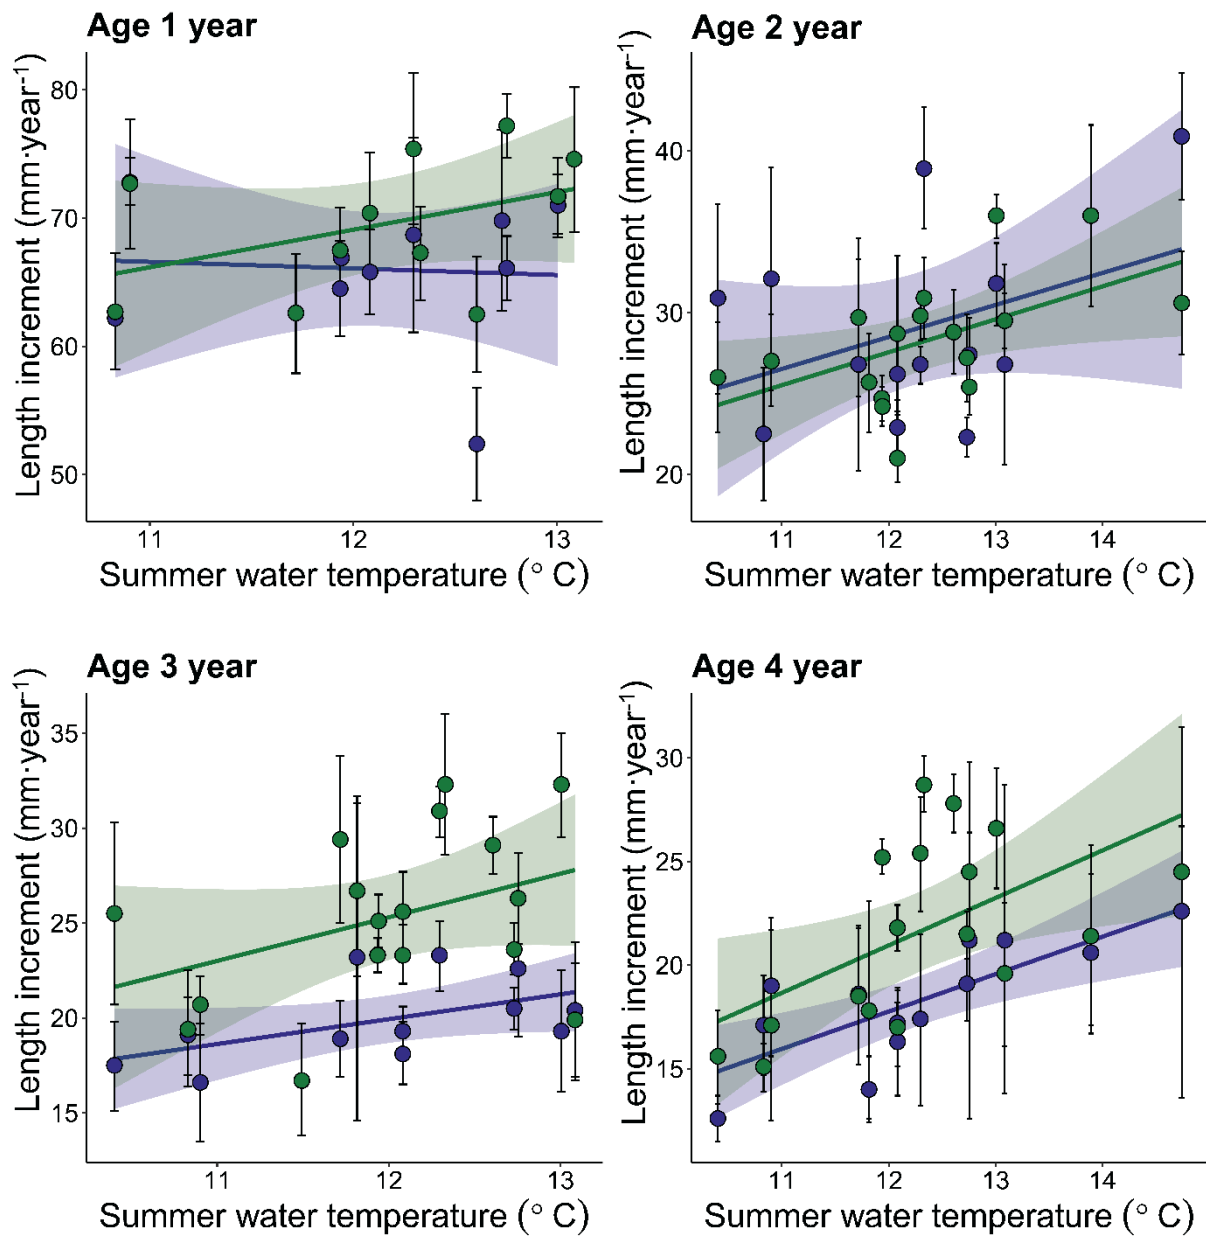 Age 1 year
Length increment (mm·year⁻¹)
80
70
60
50
11 12 13
Summer water temperature (° C)
Age 2 year
Length increment (mm·year⁻¹)
40
30
20
11 12 13 14
Summer water temperature (° C)
Age 3 year
Length increment (mm·year⁻¹)
35
30
25
20
15
11 12 13
Summer water temperature (° C)
Age 4 year
Length increment (mm·year⁻¹)
30
25
20
15
11 12 13 14
Summer water temperature (° C)